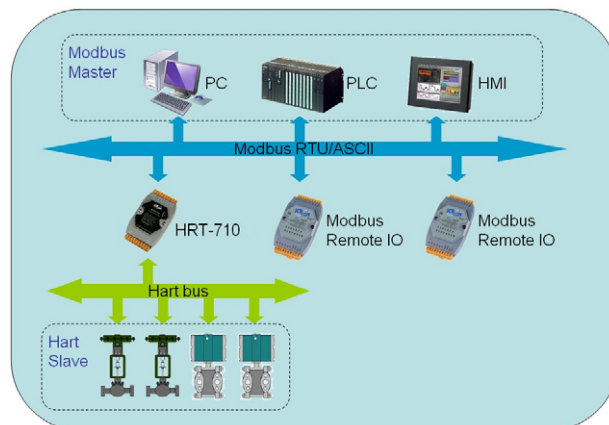 Modbus
Master
PC
PLC
HMI
Modbus RTU/ASCII
HRT-710
Modbus
Remote IO
Modbus
Remote IO
Hart bus
Hart
Slave